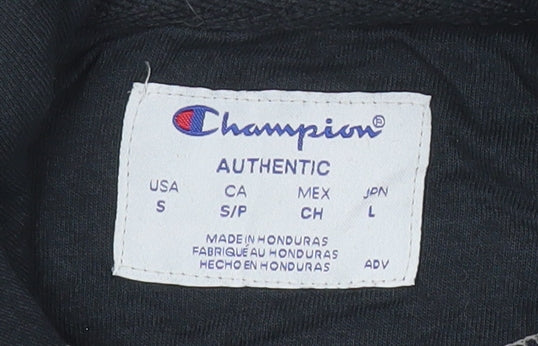 Champion®
AUTHENTIC
USA CA MEX JPN
S S/P CH L
MADE IN HONDURAS
FABRIQUÉ AU HONDURAS
HECHO EN HONDURAS ADV